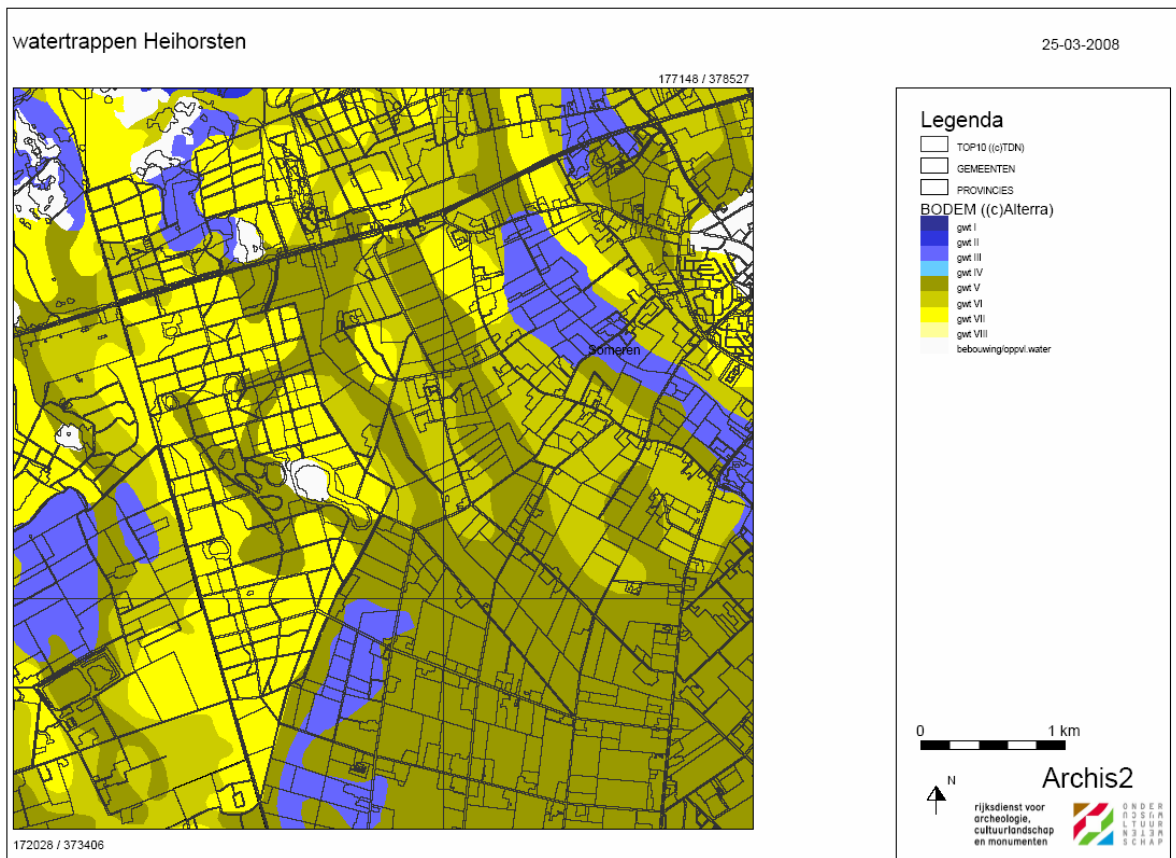 watertrappen Heihorsten
25-03-2008
177148 / 378527
Someren
172028 / 373406
Legenda
TOP10 ((c)TDN)
GEMEENTEN
PROVINCIES
BODEM ((c)Alterra)
gwt I
gwt II
gwt III
gwt IV
gwt V
gwt VI
gwt VII
gwt VIII
bebouwing/oppvl.water
0 1 km
N
Archis2
rijksdienst voor
archeologie,
cultuurlandschap
en monumenten